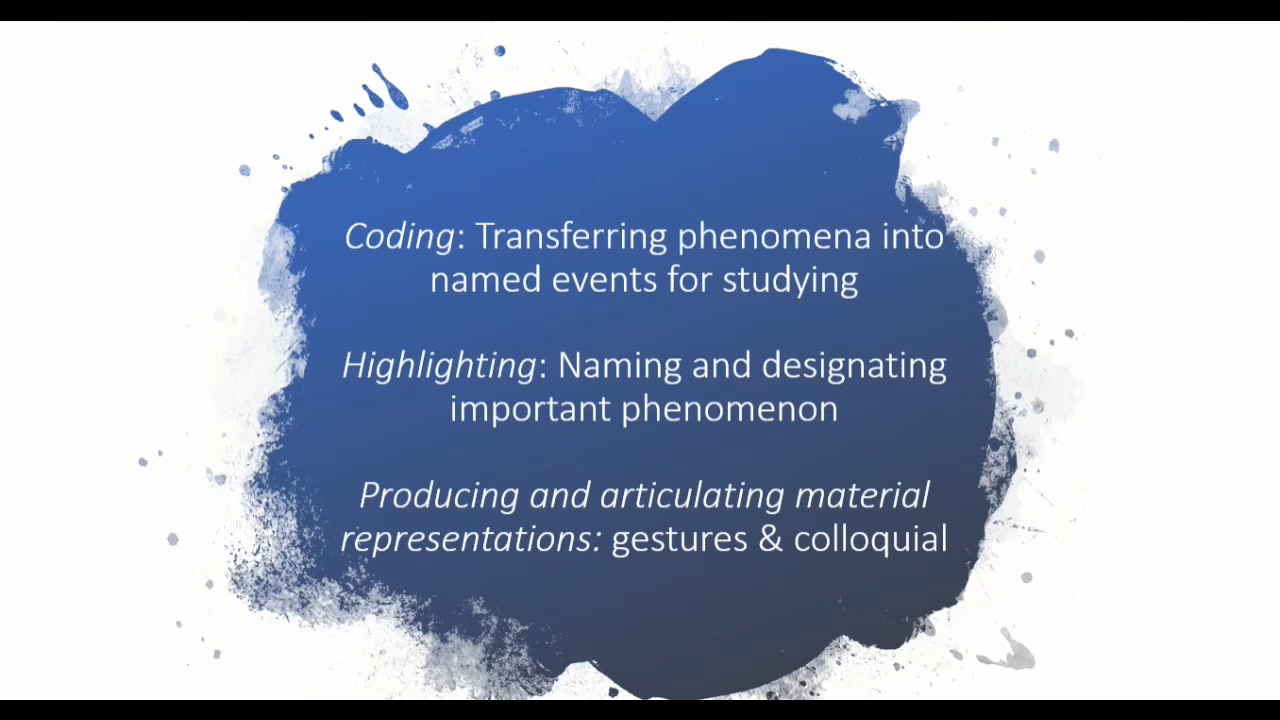 Coding: Transferring phenomena into
named events for studying
Highlighting: Naming and designating
important phenomenon
Producing and articulating material
representations: gestures & colloquial